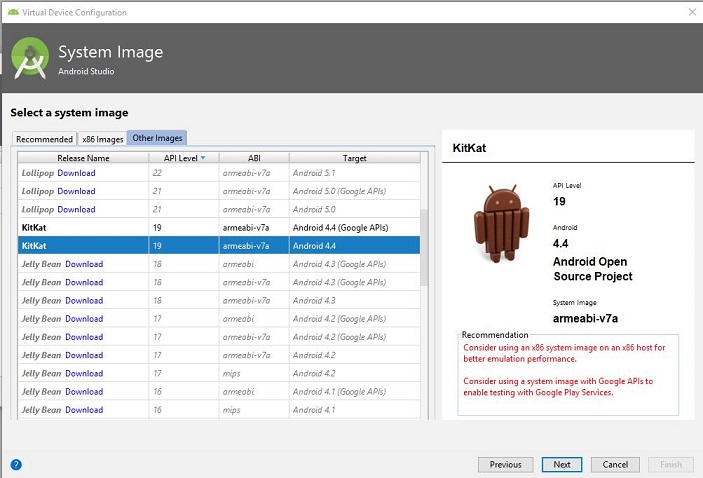 Virtual Device Configuration
System Image
Android Studio
Select a system image
Recommended x86 Images Other Images
Release Name API Level ABI Target
Lollipop Download 22 armeabi-v7a Android 5.1
Lollipop Download 21 armeabi-v7a Android 5.0 (Google APIs)
Lollipop Download 21 armeabi-v7a Android 5.0
KitKat 19 armeabi-v7a Android 4.4 (Google APIs)
KitKat 19 armeabi-v7a Android 4.4
Jelly Bean Download 18 armeabi Android 4.3 (Google APIs)
Jelly Bean Download 18 armeabi-v7a Android 4.3 (Google APIs)
Jelly Bean Download 18 armeabi-v7a Android 4.3
Jelly Bean Download 17 armeabi Android 4.2 (Google APIs)
Jelly Bean Download 17 armeabi-v7a Android 4.2 (Google APIs)
Jelly Bean Download 17 armeabi-v7a Android 4.2
Jelly Bean Download 17 mips Android 4.2
Jelly Bean Download 16 armeabi Android 4.1 (Google APIs)
Jelly Bean Download 16 mips Android 4.1
KitKat
API Level
19
Android
4.4
Android Open
Source Project
System Image
armeabi-v7a
Recommendation
Consider using an x86 system image on an x86 host for
better emulation performance.
Consider using a system image with Google APIs to
enable testing with Google Play Services.
?
Previous Next Cancel Finish